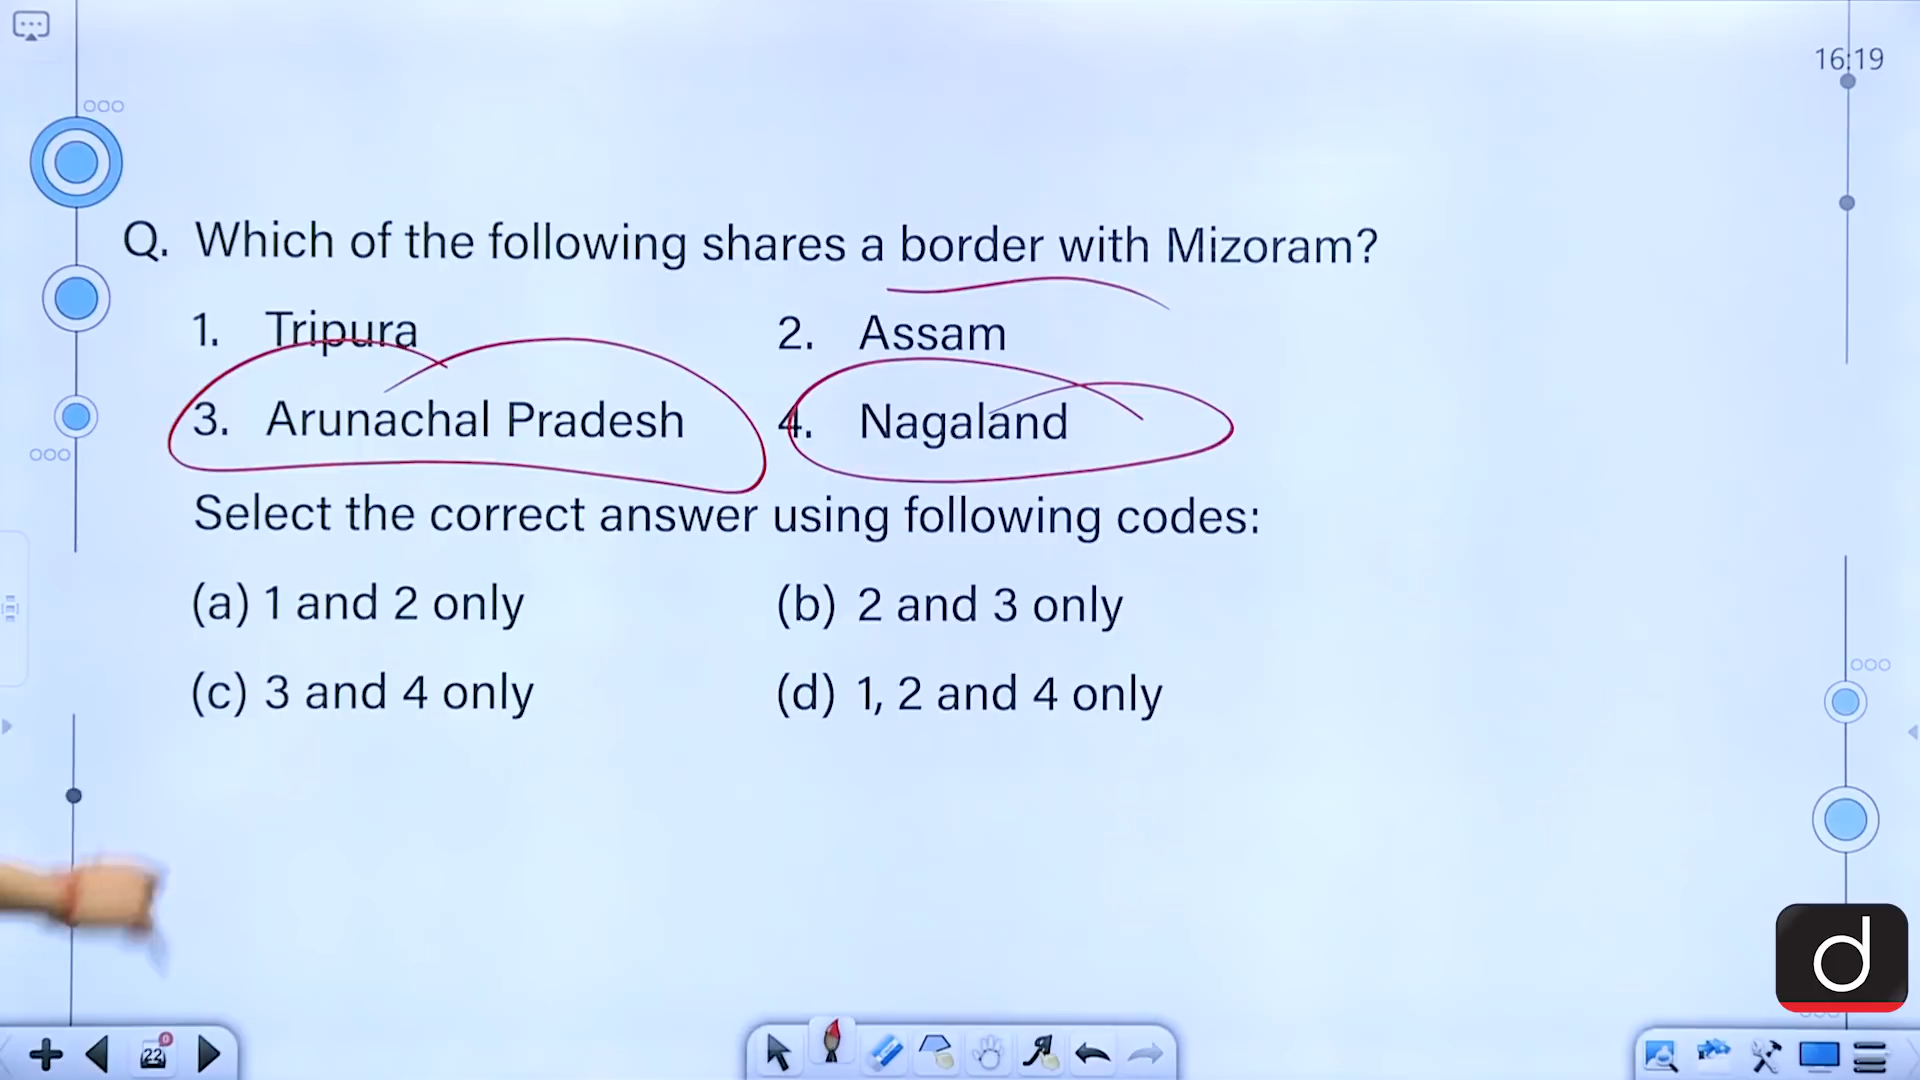 16:19
Q. Which of the following shares a border with Mizoram?
1. Tripura 2. Assam
3. Arunachal Pradesh 4. Nagaland
Select the correct answer using following codes:
(a) 1 and 2 only (b) 2 and 3 only
(c) 3 and 4 only (d) 1, 2 and 4 only
d
22 0